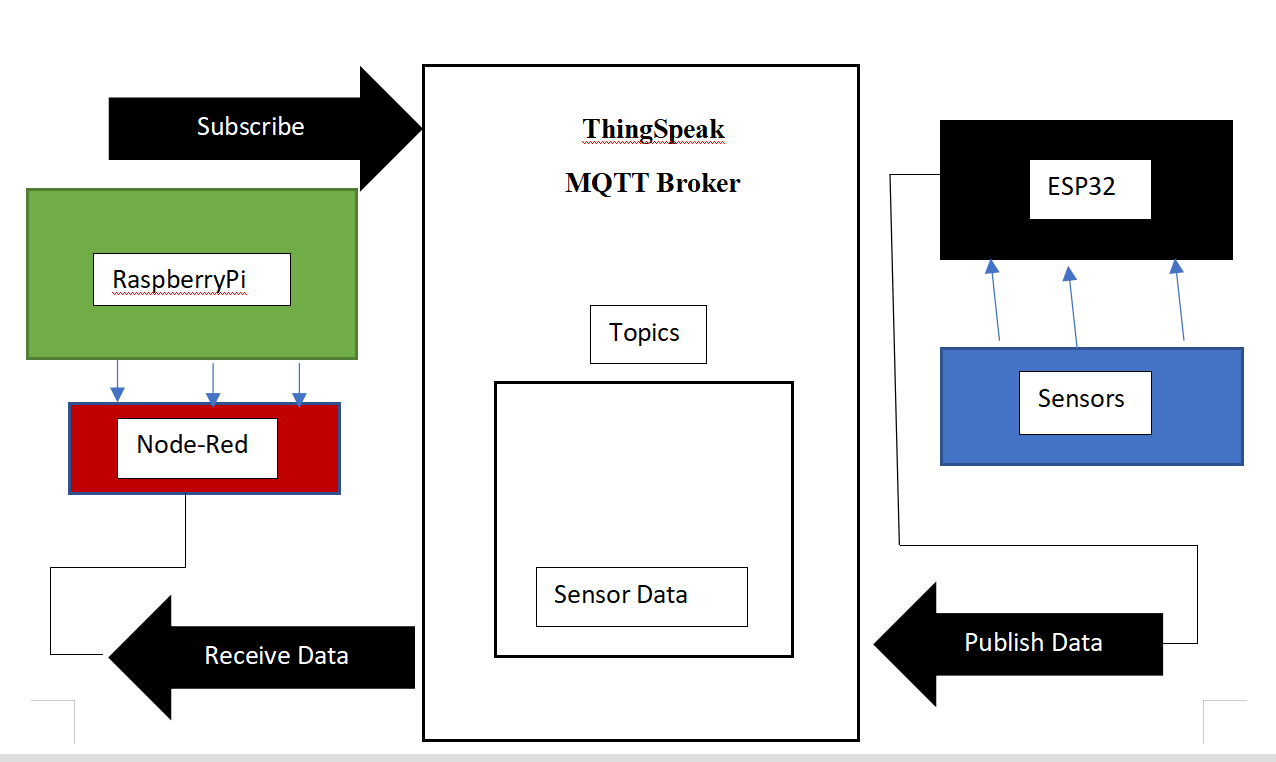 Subscribe
ThingSpeak
MQTT Broker
ESP32
RaspberryPi
Topics
Sensors
Node-Red
Sensor Data
Receive Data
Publish Data